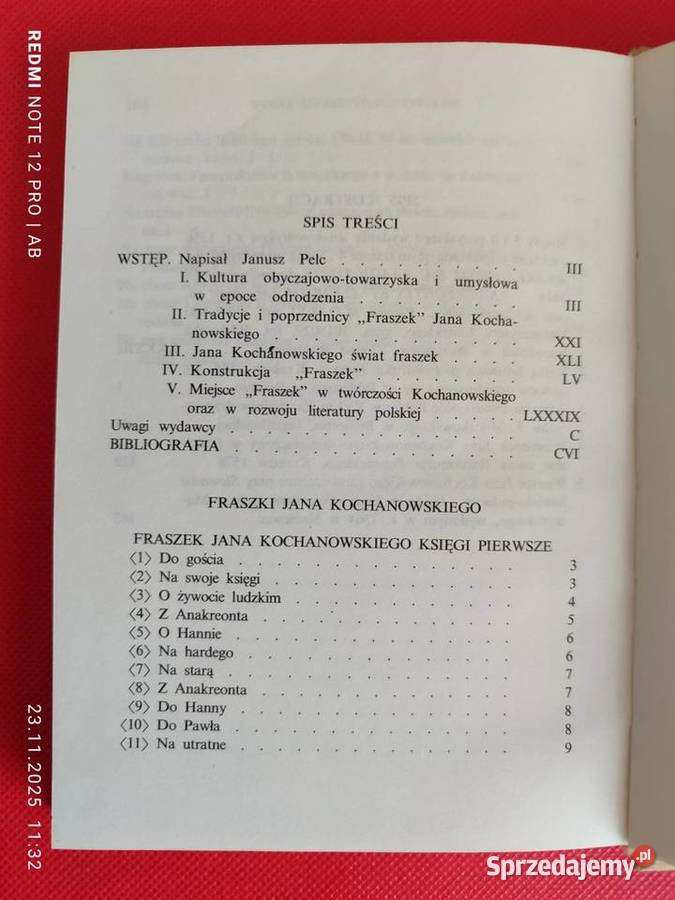 SPIS TREŚCI
WSTĘP. Napisał Janusz Pelc . . . . . . . . . . III
I. Kultura obyczajowo-towarzyska i umysłowa
w epoce odrodzenia . . . . . . . . . III
II. Tradycje i poprzednicy „Fraszek” Jana Kocha-
nowskiego . . . . . . . . . . . . . XXI
III. Jana Kochanowskiego świat fraszek . . . . XLI
IV. Konstrukcja „Fraszek” . . . . . . . . LV
V. Miejsce „Fraszek” w twórczości Kochanowskiego
oraz w rozwoju literatury polskiej . . . . . LXXXIX
Uwagi wydawcy . . . . . . . . . . . . . . . C
BIBLIOGRAFIA . . . . . . . . . . . . . . . CVI
FRASZKI JANA KOCHANOWSKIEGO
FRASZEK JANA KOCHANOWSKIEGO KSIĘGI PIERWSZE
⟨1⟩ Do gościa . . . . . . . . . . . . . . 3
⟨2⟩ Na swoje księgi . . . . . . . . . . . . 3
⟨3⟩ O żywocie ludzkim . . . . . . . . . . . 4
⟨4⟩ Z Anakreonta . . . . . . . . . . . . . 5
⟨5⟩ O Hannie . . . . . . . . . . . . . . 6
⟨6⟩ Na hardego . . . . . . . . . . . . . 6
⟨7⟩ Na starą . . . . . . . . . . . . . . 7
⟨8⟩ Z Anakreonta . . . . . . . . . . . . . 7
⟨9⟩ Do Hanny . . . . . . . . . . . . . . 8
⟨10⟩ Do Pawła . . . . . . . . . . . . . . 8
⟨11⟩ Na utratne . . . . . . . . . . . . . . 9
REDMI NOTE 12 PRO | AB
23.11.2025 11:32
Sprzedajemy.pl